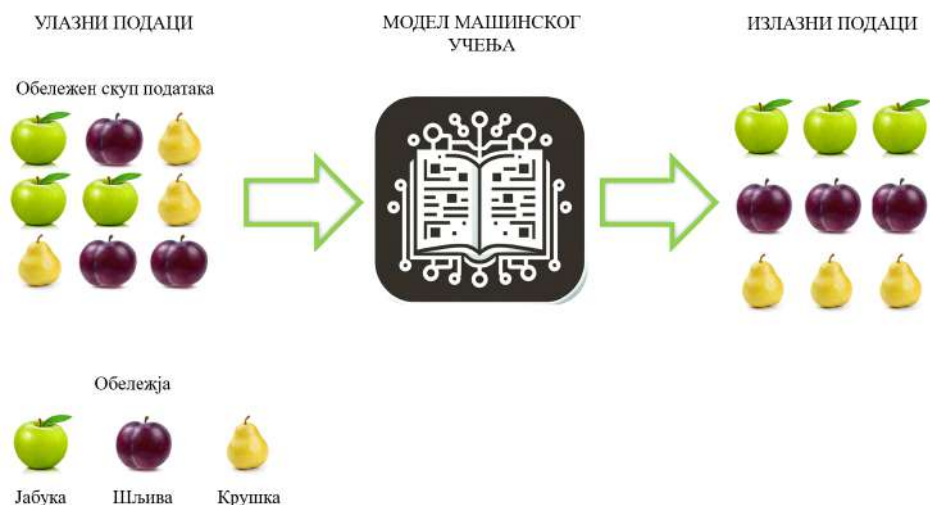 УЛАЗНИ ПОДАЦИ
МОДЕЛ МАШИНСКОГ
УЧЕЊА
ИЗЛАЗНИ ПОДАЦИ
Обележен скуп података
Обележја
Јабука
Шљива
Крушка